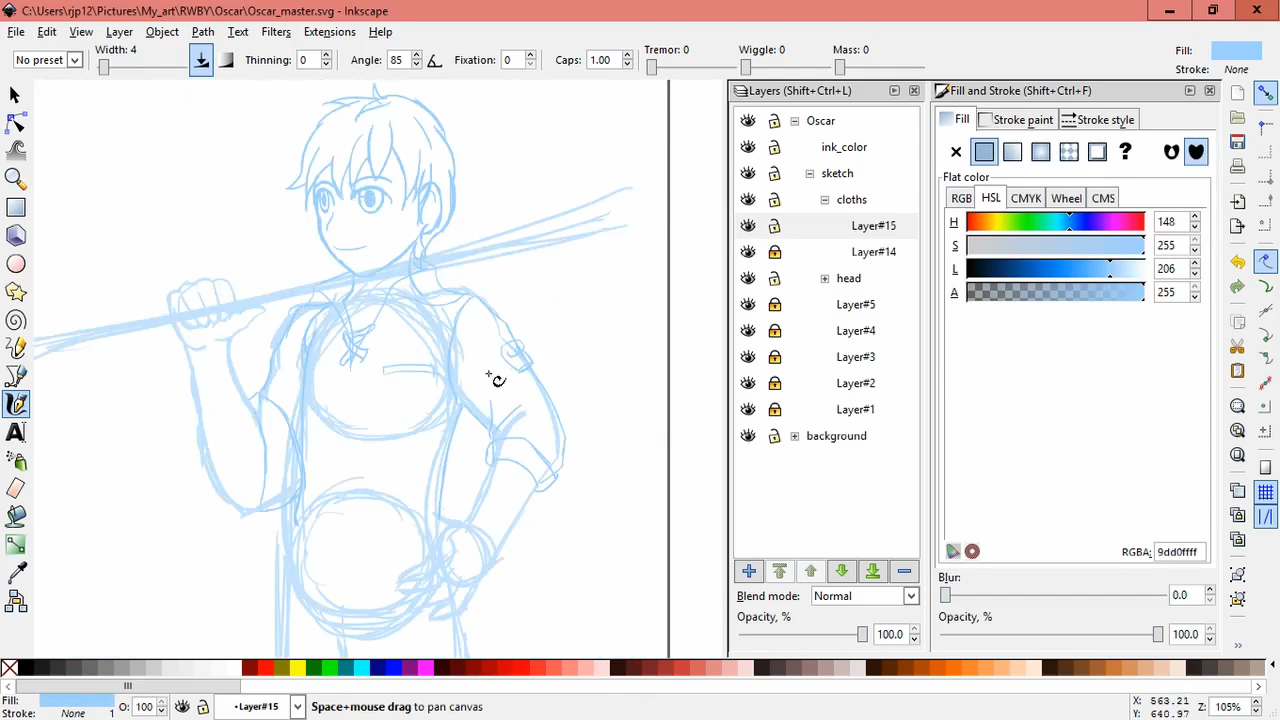 C:\Users\rjp12\Pictures\My_art\RWBY\Oscar\Oscar_master.svg - Inkscape
File Edit View Layer Object Path Text Filters Extensions Help
No preset Width: 4 Thinning: 0 Angle: 85 Fixation: 0 Caps: 1.00 Tremor: 0 Wiggle: 0 Mass: 0 Fill: Stroke: None
Layers (Shift+Ctrl+L)
Oscar
ink_color
sketch
cloths
Layer#15
Layer#14
head
Layer#5
Layer#4
Layer#3
Layer#2
Layer#1
background
Blend mode: Normal
Opacity, % 100.0
Fill and Stroke (Shift+Ctrl+F)
Fill Stroke paint Stroke style
?
Flat color
RGB HSL CMYK Wheel CMS
H 148
S 255
L 206
A 255
RGBA: 9dd0ffff
Blur: 0.0
Opacity, % 100.0
Fill: O: 100 •Layer#15 Space+mouse drag to pan canvas X: 563.21 Z: 105%
Stroke: None 1 Y: 640.97